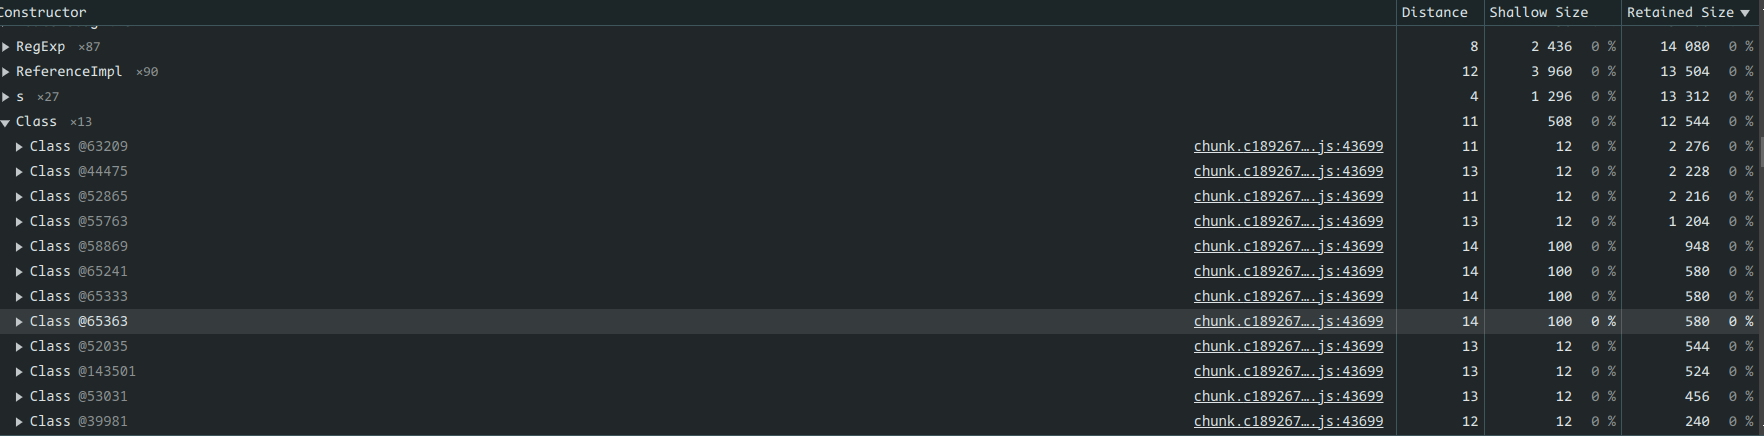 Constructor Distance Shallow Size Retained Size ▼
▶ RegExp ×87 8 2 436 0 % 14 080 0 %
▶ ReferenceImpl ×90 12 3 960 0 % 13 504 0 %
▶ s ×27 4 1 296 0 % 13 312 0 %
▼ Class ×13 11 508 0 % 12 544 0 %
▶ Class @63209 chunk.c189267….js:43699 11 12 0 % 2 276 0 %
▶ Class @44475 chunk.c189267….js:43699 13 12 0 % 2 228 0 %
▶ Class @52865 chunk.c189267….js:43699 11 12 0 % 2 216 0 %
▶ Class @55763 chunk.c189267….js:43699 13 12 0 % 1 204 0 %
▶ Class @58869 chunk.c189267….js:43699 14 100 0 % 948 0 %
▶ Class @65241 chunk.c189267….js:43699 14 100 0 % 580 0 %
▶ Class @65333 chunk.c189267….js:43699 14 100 0 % 580 0 %
▶ Class @65363 chunk.c189267….js:43699 14 100 0 % 580 0 %
▶ Class @52035 chunk.c189267….js:43699 13 12 0 % 544 0 %
▶ Class @143501 chunk.c189267….js:43699 13 12 0 % 524 0 %
▶ Class @53031 chunk.c189267….js:43699 13 12 0 % 456 0 %
▶ Class @39981 chunk.c189267….js:43699 12 12 0 % 240 0 %